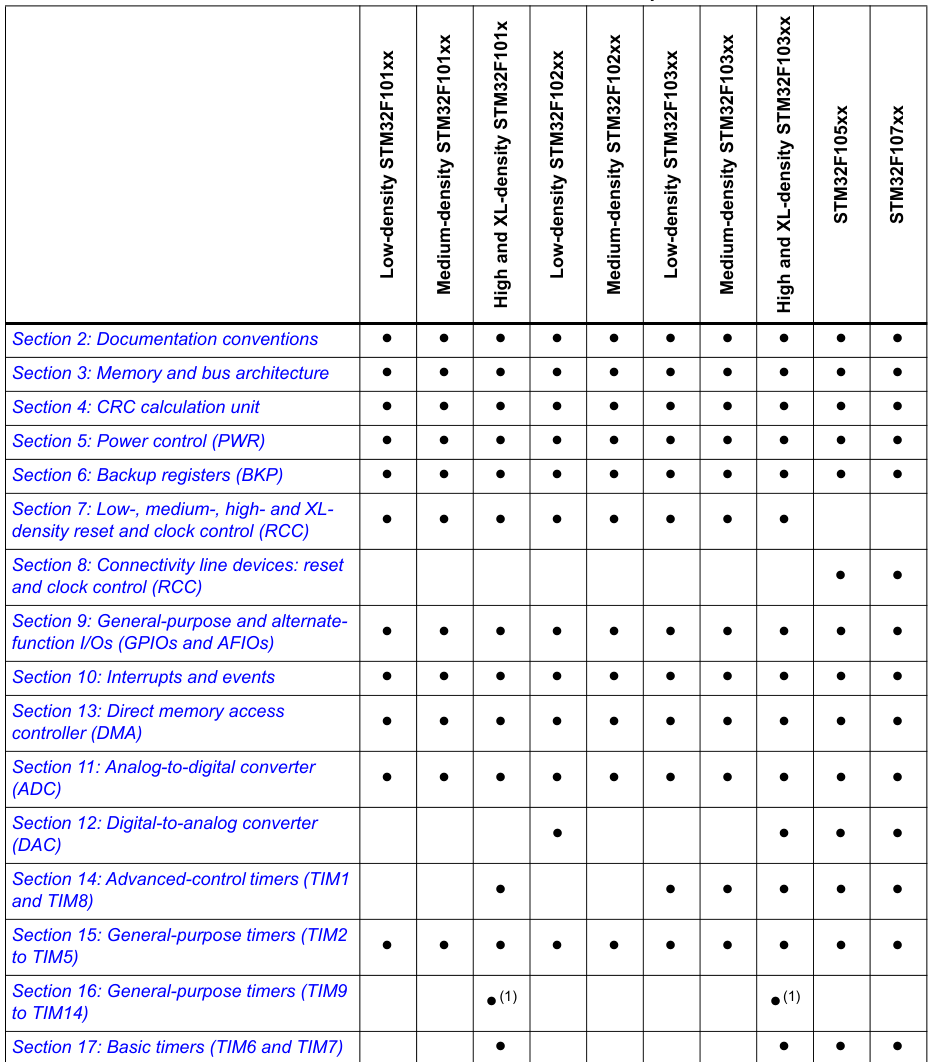 Low-density STM32F101xx
Medium-density STM32F101xx
High and XL-density STM32F101x
Low-density STM32F102xx
Medium-density STM32F102xx
Low-density STM32F103xx
Medium-density STM32F103xx
High and XL-density STM32F103xx
STM32F105xx
STM32F107xx
Section 2: Documentation conventions ● ● ● ● ● ● ● ● ● ●
Section 3: Memory and bus architecture ● ● ● ● ● ● ● ● ● ●
Section 4: CRC calculation unit ● ● ● ● ● ● ● ● ● ●
Section 5: Power control (PWR) ● ● ● ● ● ● ● ● ● ●
Section 6: Backup registers (BKP) ● ● ● ● ● ● ● ● ● ●
Section 7: Low-, medium-, high- and XL-
density reset and clock control (RCC) ● ● ● ● ● ● ● ●
Section 8: Connectivity line devices: reset
and clock control (RCC) ● ●
Section 9: General-purpose and alternate-
function I/Os (GPIOs and AFIOs) ● ● ● ● ● ● ● ● ● ●
Section 10: Interrupts and events ● ● ● ● ● ● ● ● ● ●
Section 13: Direct memory access
controller (DMA) ● ● ● ● ● ● ● ● ● ●
Section 11: Analog-to-digital converter
(ADC) ● ● ● ● ● ● ● ● ● ●
Section 12: Digital-to-analog converter
(DAC) ● ● ● ●
Section 14: Advanced-control timers (TIM1
and TIM8) ● ● ● ● ● ●
Section 15: General-purpose timers (TIM2
to TIM5) ● ● ● ● ● ● ● ● ● ●
Section 16: General-purpose timers (TIM9
to TIM14) ●(1) ●(1)
Section 17: Basic timers (TIM6 and TIM7) ● ● ● ●